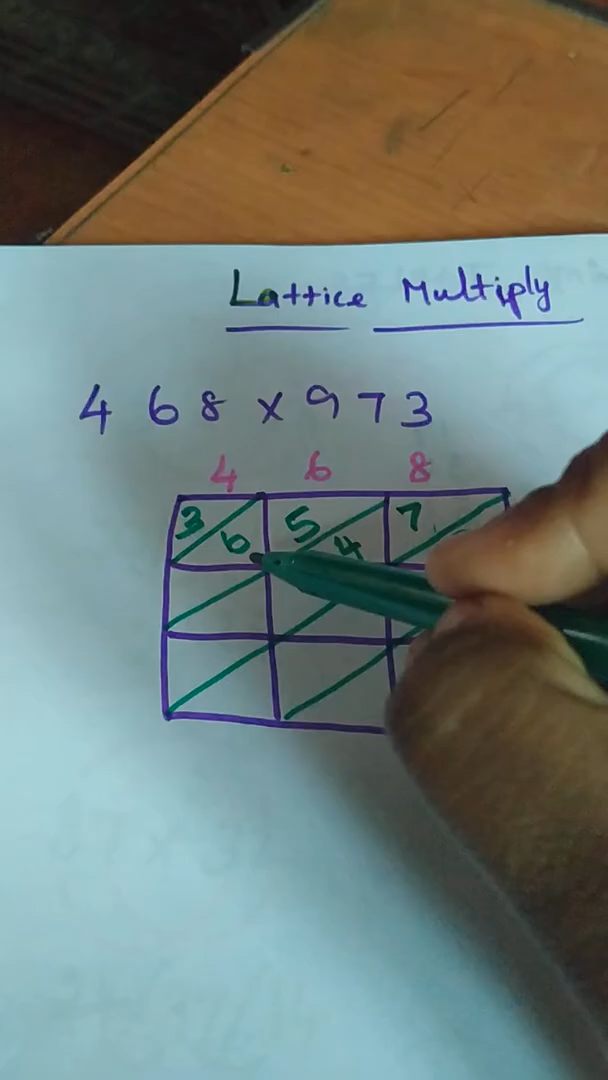 Lattice Multiply
4 6 8 x 9 7 3
4 6 8
3 6 5 4 7